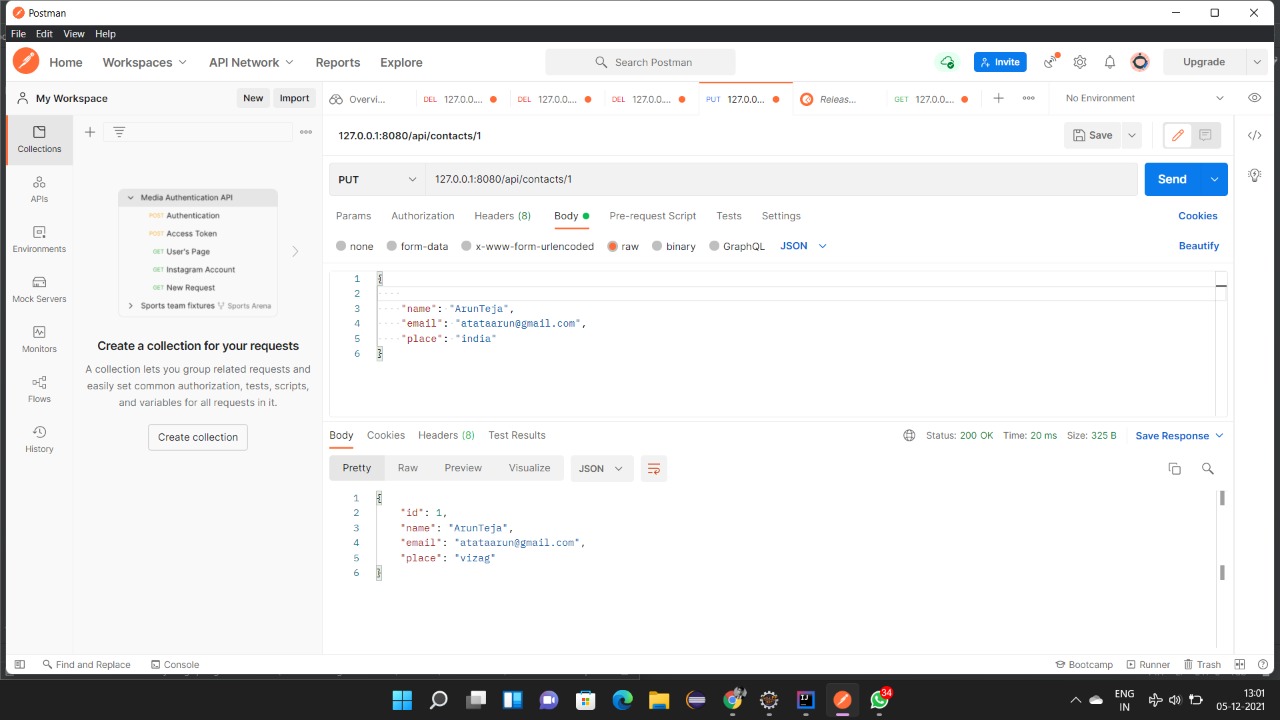 Postman
File Edit View Help
Home Workspaces API Network Reports Explore Search Postman Invite Upgrade
My Workspace New Import Overvi... DEL 127.0.... DEL 127.0.... DEL 127.0.... PUT 127.0.... Releas... GET 127.0.... No Environment
Collections
APIs
Environments
Mock Servers
Monitors
Flows
History
Media Authentication API
POST Authentication
POST Access Token
GET User's Page
GET Instagram Account
GET New Request
Sports team fixtures Sports Arena
Create a collection for your requests
A collection lets you group related requests and
easily set common authorization, tests, scripts,
and variables for all requests in it.
Create collection
127.0.0.1:8080/api/contacts/1 Save
PUT 127.0.0.1:8080/api/contacts/1 Send
Params Authorization Headers (8) Body Pre-request Script Tests Settings Cookies
none form-data x-www-form-urlencoded raw binary GraphQL JSON Beautify
1 {
2
3 "name": "ArunTeja",
4 "email": "atataarun@gmail.com",
5 "place": "india"
6 }
Body Cookies Headers (8) Test Results Status: 200 OK Time: 20 ms Size: 325 B Save Response
Pretty Raw Preview Visualize JSON
1 {
2 "id": 1,
3 "name": "ArunTeja",
4 "email": "atataarun@gmail.com",
5 "place": "vizag"
6 }
Find and Replace Console Bootcamp Runner Trash
34
ENG
IN
13:01
05-12-2021